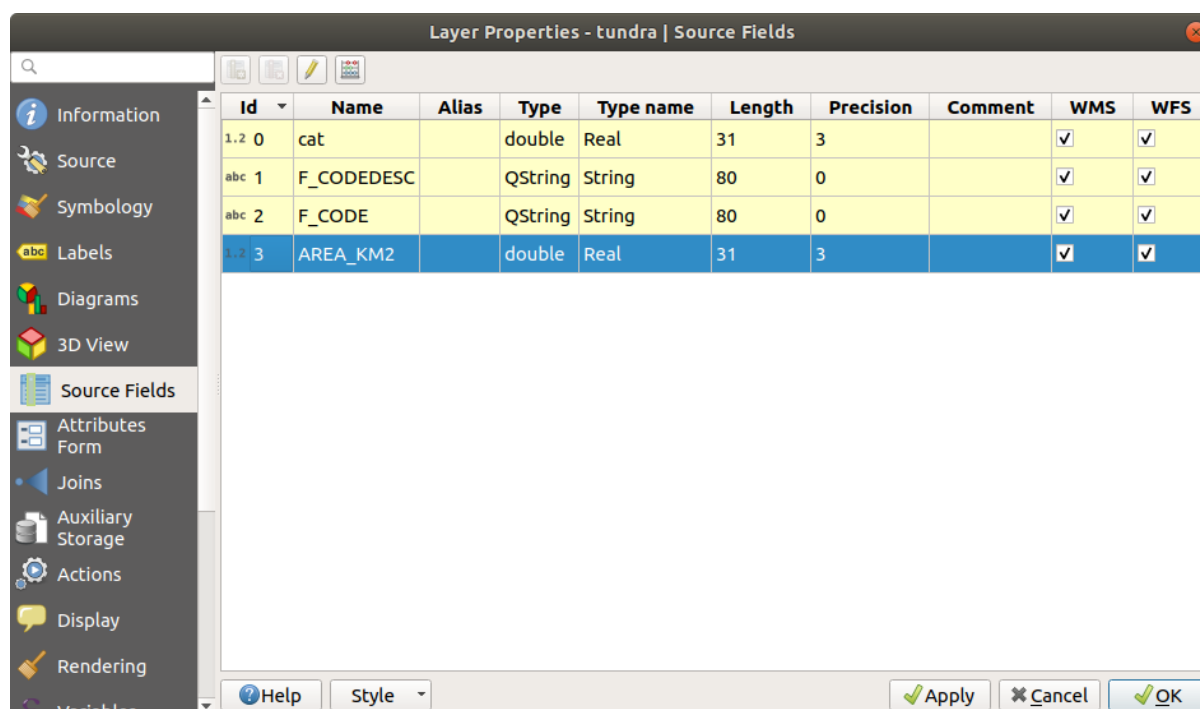 Layer Properties - tundra | Source Fields
Information
Source
Symbology
abc Labels
Diagrams
3D View
Source Fields
Attributes
Form
Joins
Auxiliary
Storage
Actions
Display
Rendering
Id Name Alias Type Type name Length Precision Comment WMS WFS
1.2 0 cat double Real 31 3
abc 1 F_CODEDESC QString String 80 0
abc 2 F_CODE QString String 80 0
1.2 3 AREA_KM2 double Real 31 3
Help Style Apply Cancel OK